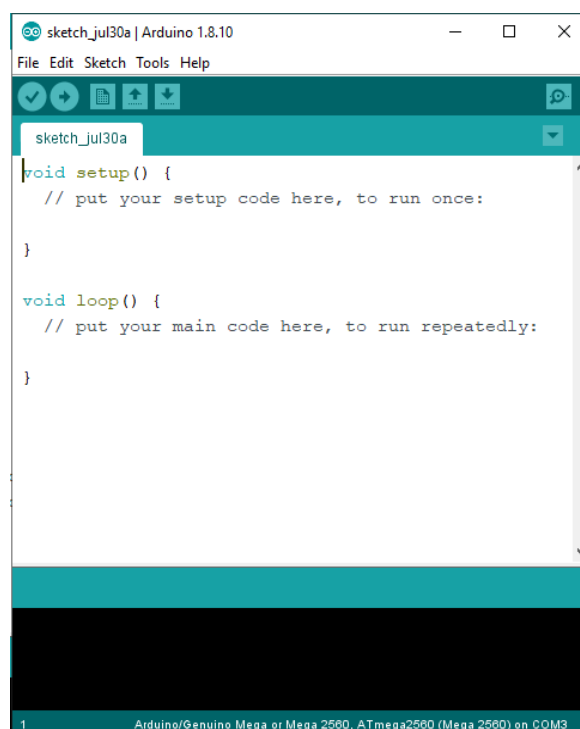 sketch_jul30a | Arduino 1.8.10
File Edit Sketch Tools Help
sketch_jul30a
void setup() {
  // put your setup code here, to run once:

}

void loop() {
  // put your main code here, to run repeatedly:

}
1 Arduino/Genuino Mega or Mega 2560, ATmega2560 (Mega 2560) on COM3